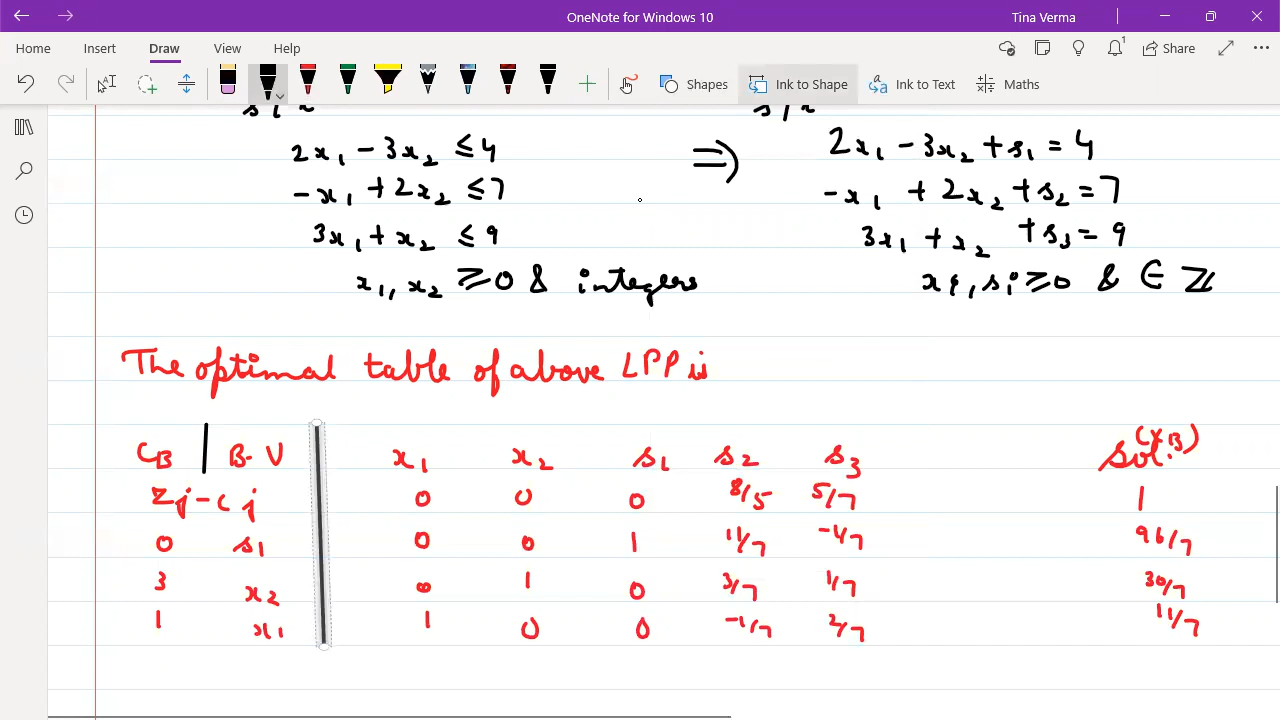 OneNote for Windows 10
Tina Verma
Home Insert Draw View Help
Share
Shapes Ink to Shape Ink to Text Maths
2x₁ - 3x₂ ≤ 4 ⇒ 2x₁ - 3x₂ + s₁ = 4
-x₁ + 2x₂ ≤ 7 -x₁ + 2x₂ + s₂ = 7
3x₁ + x₂ ≤ 9 3x₁ + x₂ + s₃ = 9
x₁, x₂ ≥ 0 & integers xᵢ, sᵢ ≥ 0 & ∈ ℤ
The optimal table of above LPP is
CB | B.V x₁ x₂ s₁ s₂ s₃ Sol. (XB)
Zj - Cj 0 0 0 8/5 5/7 1
0 s₁ 0 0 1 11/7 -4/7 96/7
3 x₂ 0 1 0 3/7 1/7 30/7
1 x₁ 1 0 0 -1/7 2/7 11/7